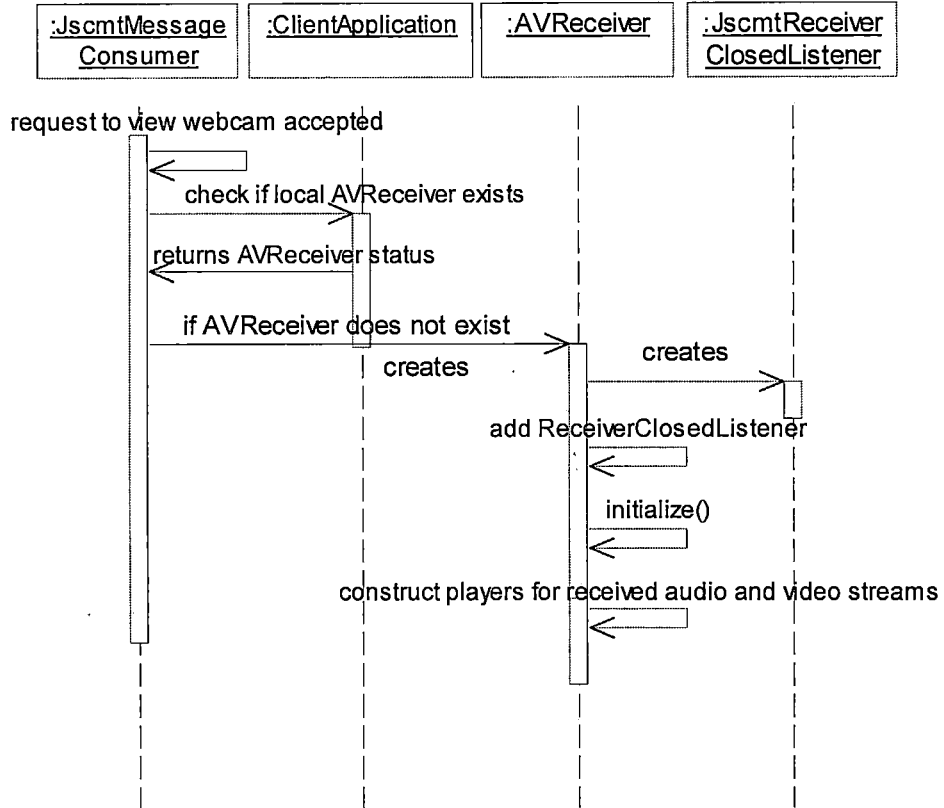 :JscmtMessage
Consumer
:ClientApplication
:AVReceiver
:JscmtReceiver
ClosedListener
request to view webcam accepted
check if local AVReceiver exists
returns AVReceiver status
if AVReceiver does not exist
creates
creates
add ReceiverClosedListener
initialize()
construct players for received audio and video streams